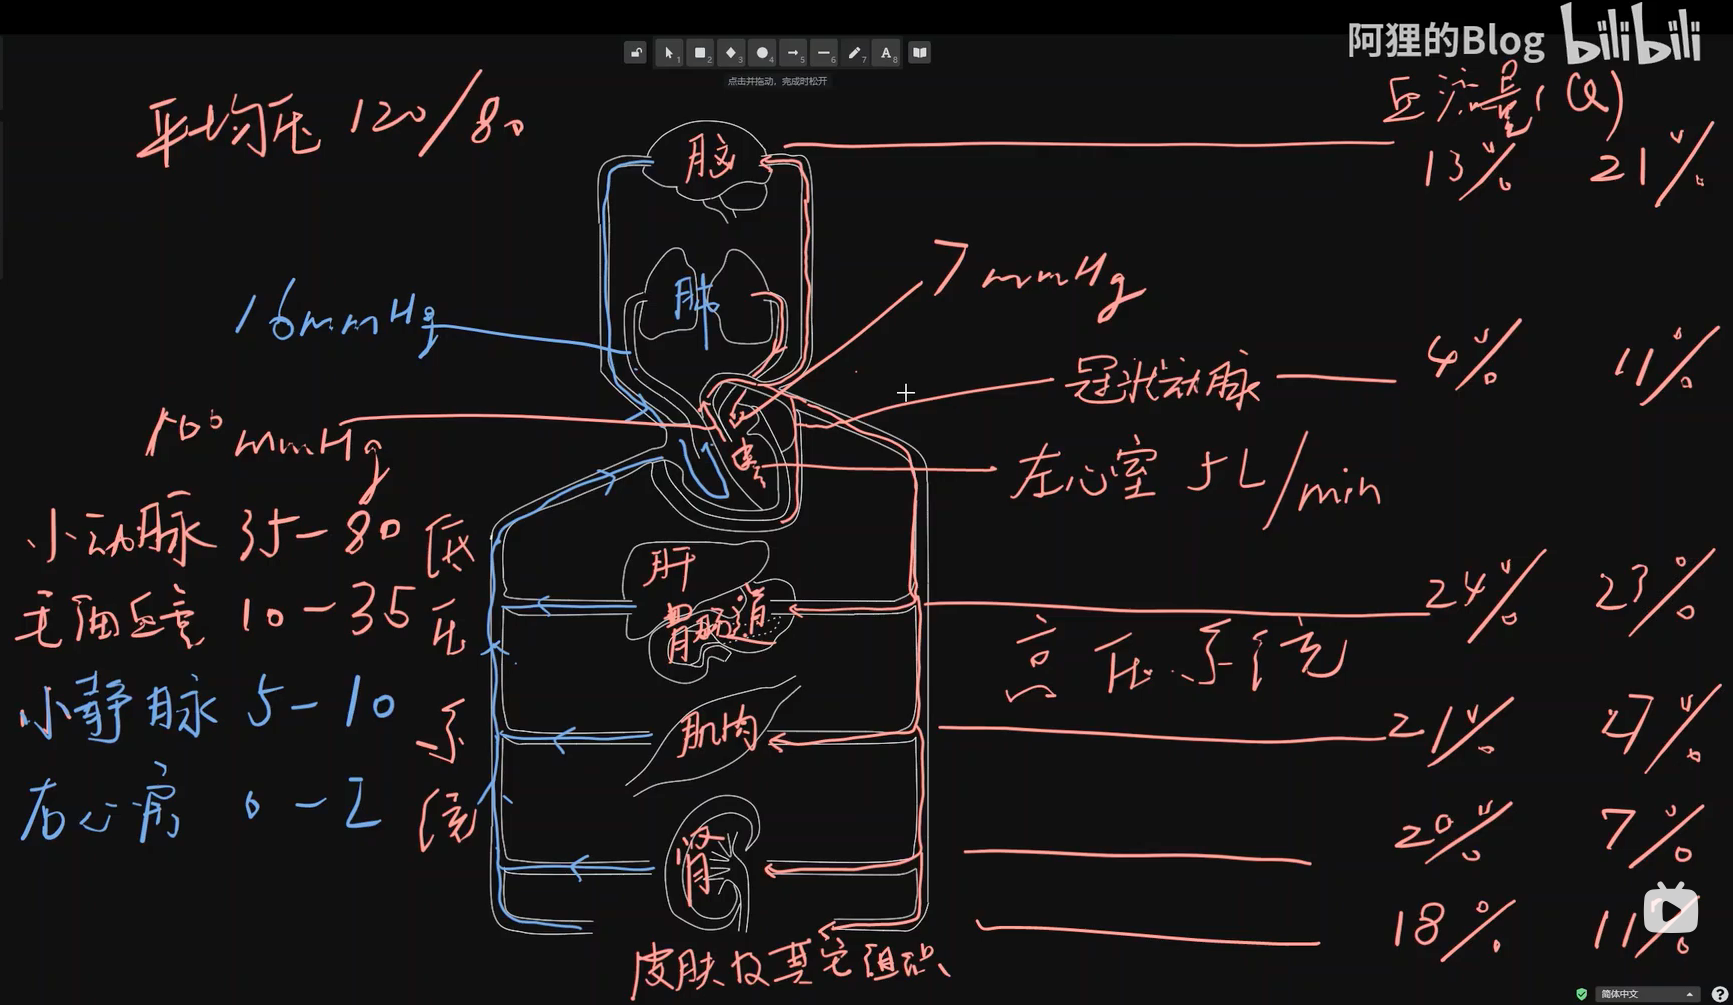 阿狸的Blog bilibili
点击并拖动，完成时松开
平均压 120/80
血流量(Q)
脑
13% 21%
7mmHg
肺
16mmHg
冠状动脉
4% 11%
100mmHg
左心室 5L/min
小动脉 35-80
毛细血管 10-35
小静脉 5-10
右心房 0-2
低压系统
肝
胃肠道
24% 23%
高压系统
肌肉
21% 27%
肾
20% 7%
18% 11%
皮肤及其它组织
简体中文